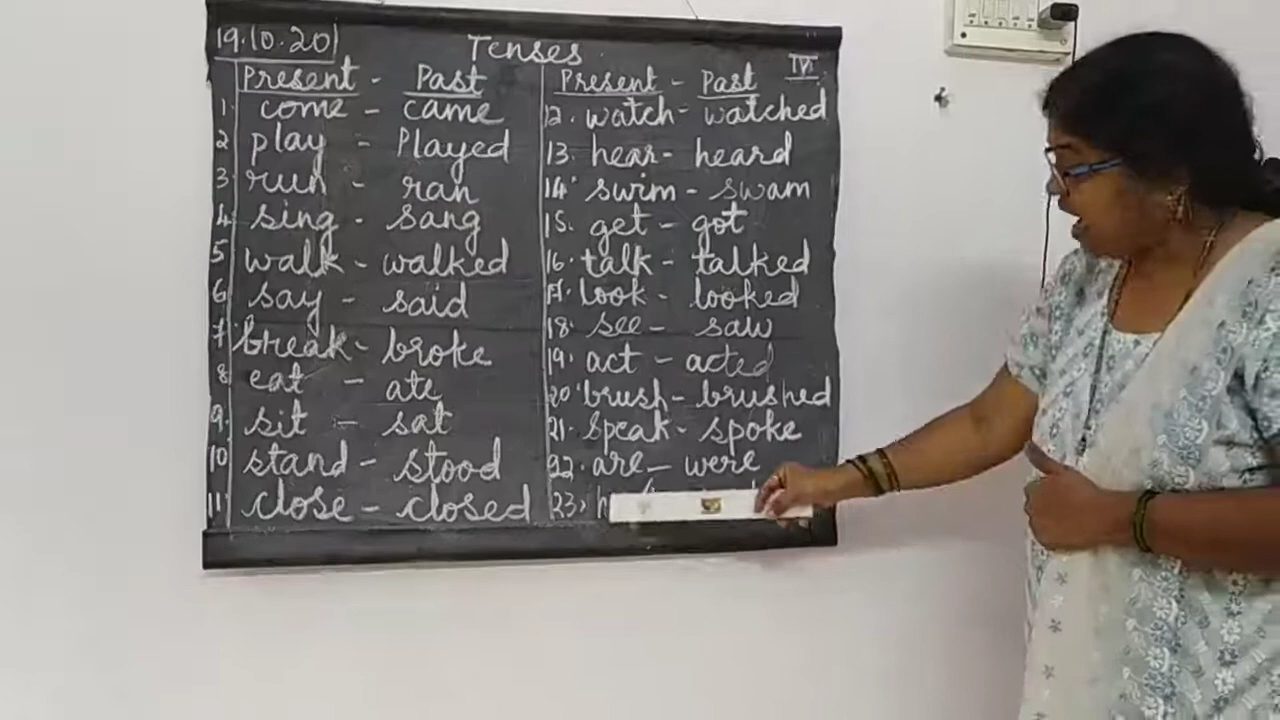 19.10.20
Tenses
IV
Present - Past
1. come - came
2 play - Played
3. run - ran
4. sing - sang
5 walk - walked
6 say - said
7 break - broke
8 eat - ate
9. sit - sat
10 stand - stood
11 close - closed
Present - Past
12. watch - watched
13. hear - heard
14. swim - swam
15. get - got
16. talk - talked
17. look - looked
18. see - saw
19. act - acted
20. brush - brushed
21. speak - spoke
22. are - were
23.